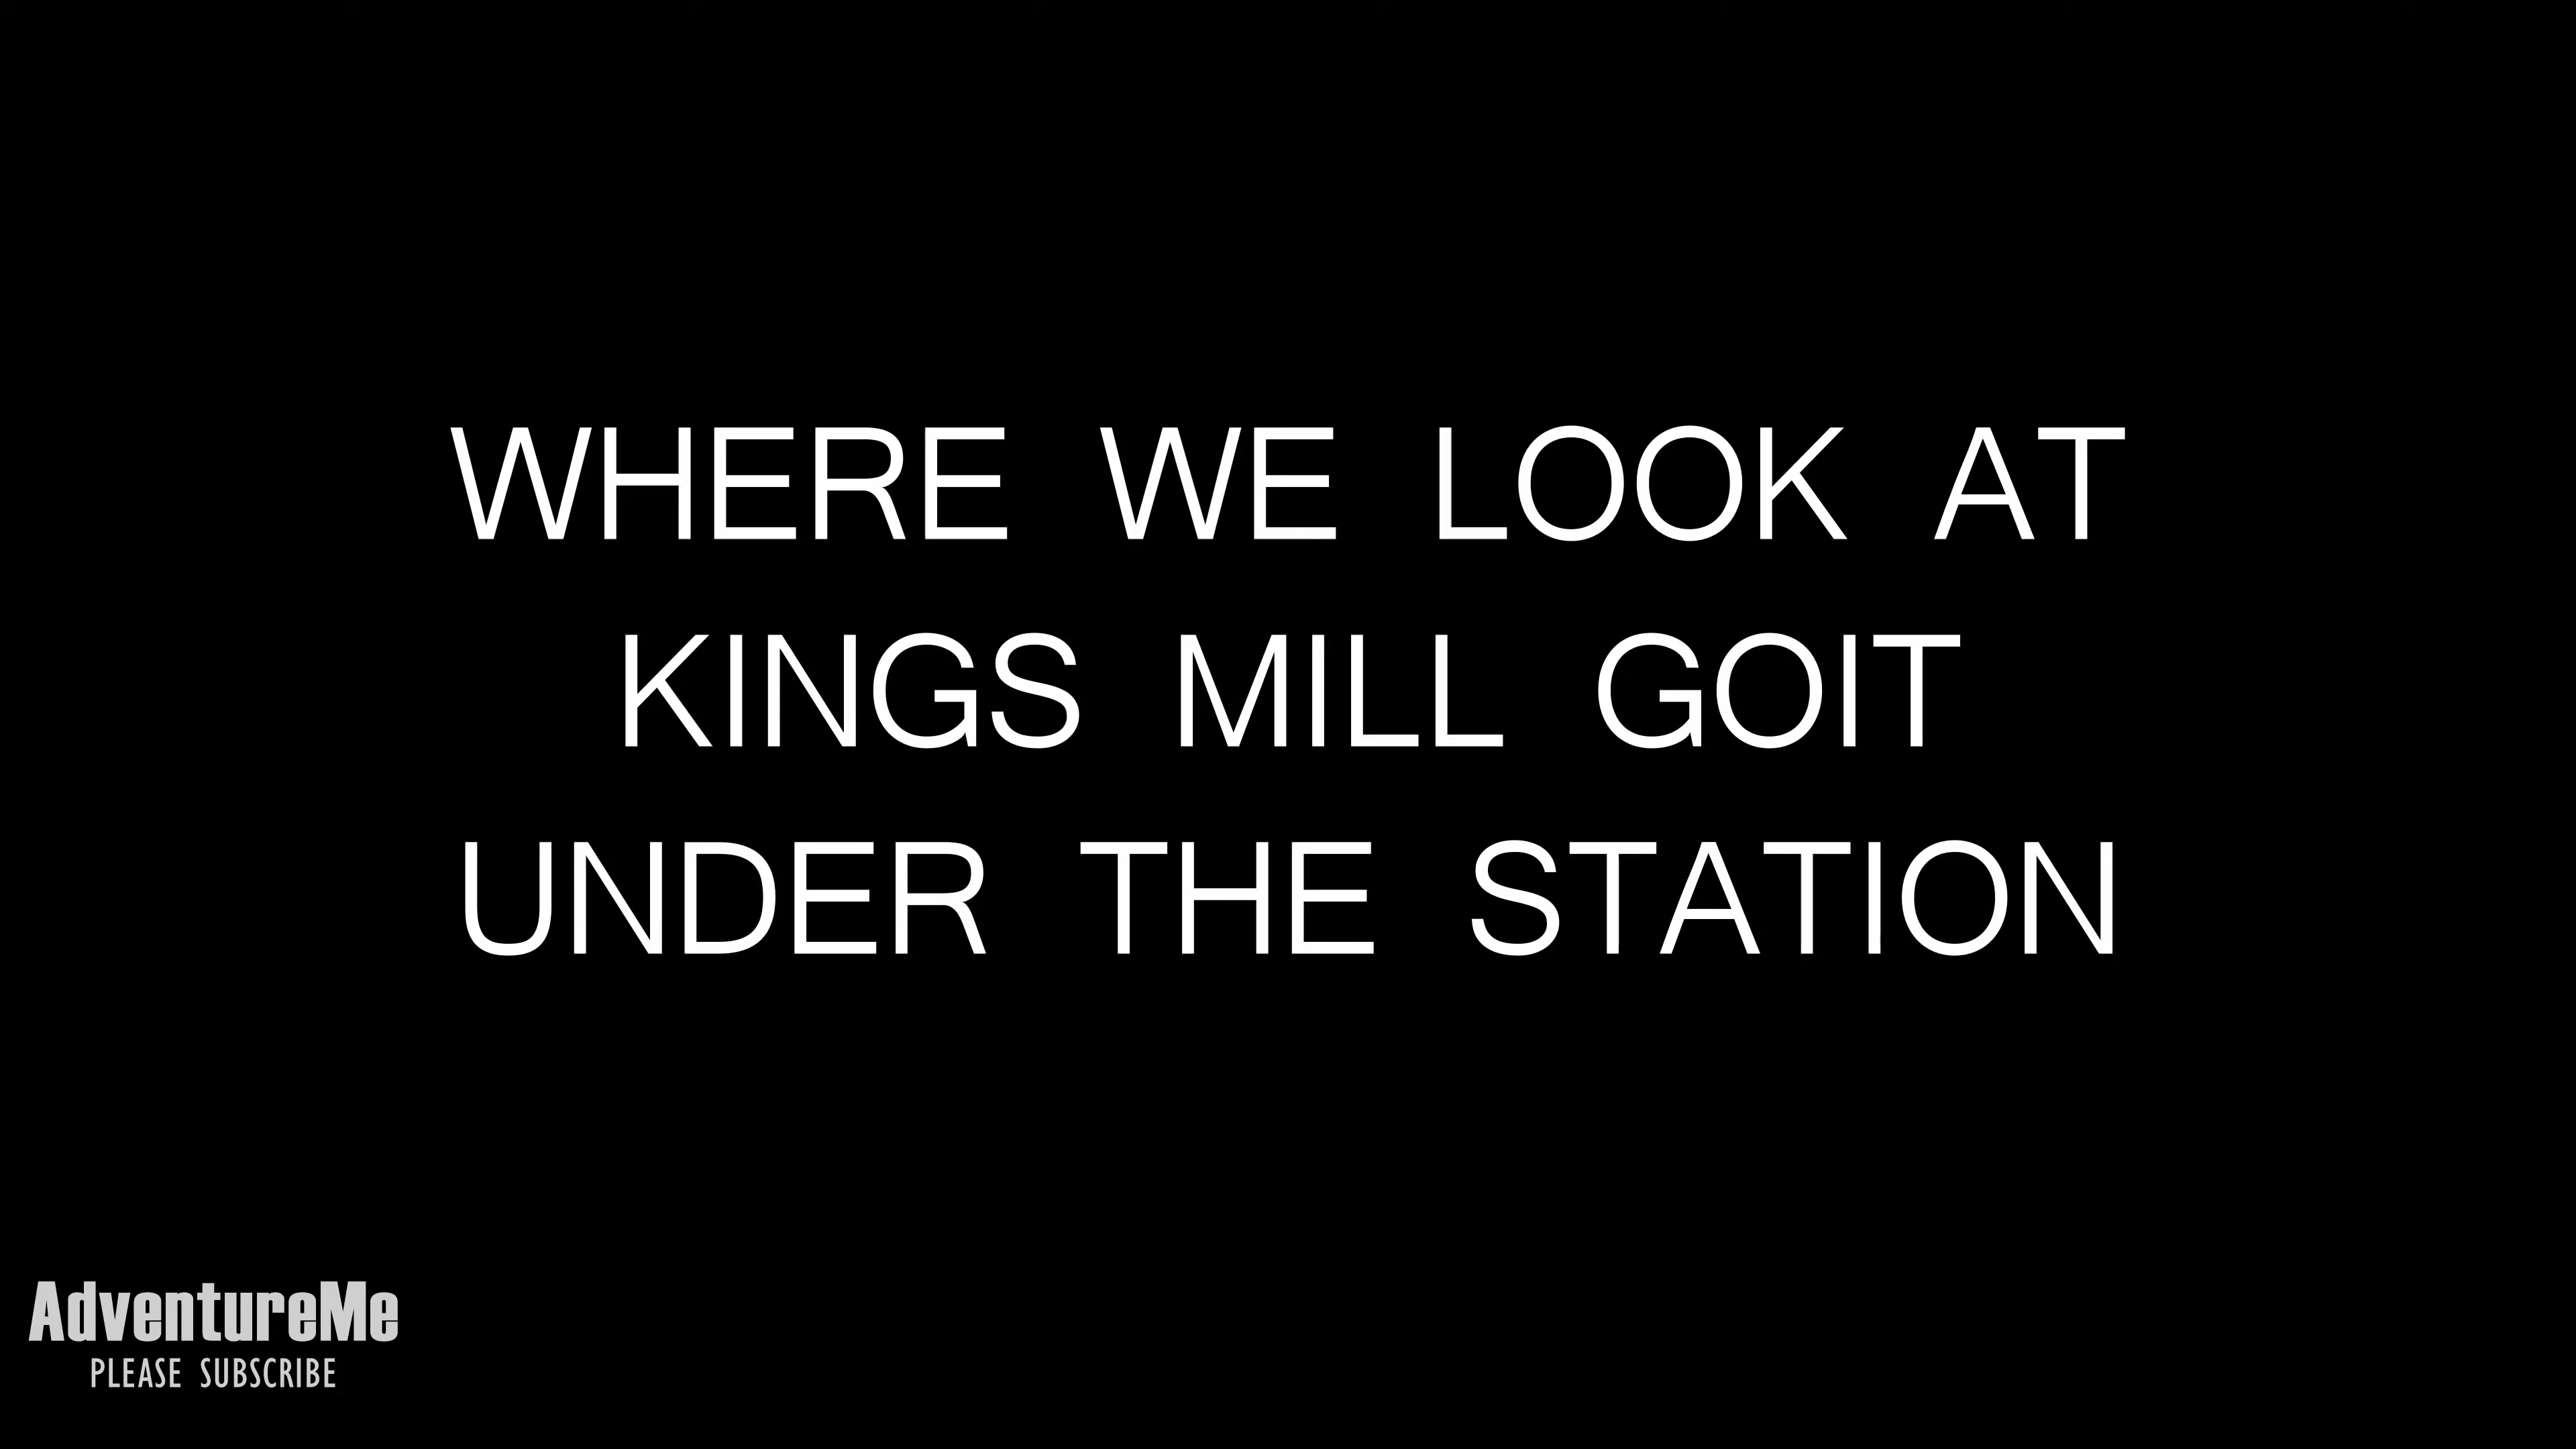 WHERE WE LOOK AT
KINGS MILL GOIT
UNDER THE STATION
AdventureMe
PLEASE SUBSCRIBE